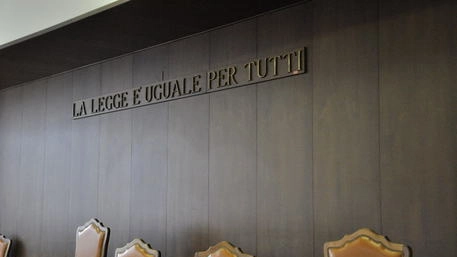 LA LEGGE E' UGUALE PER TUTTI